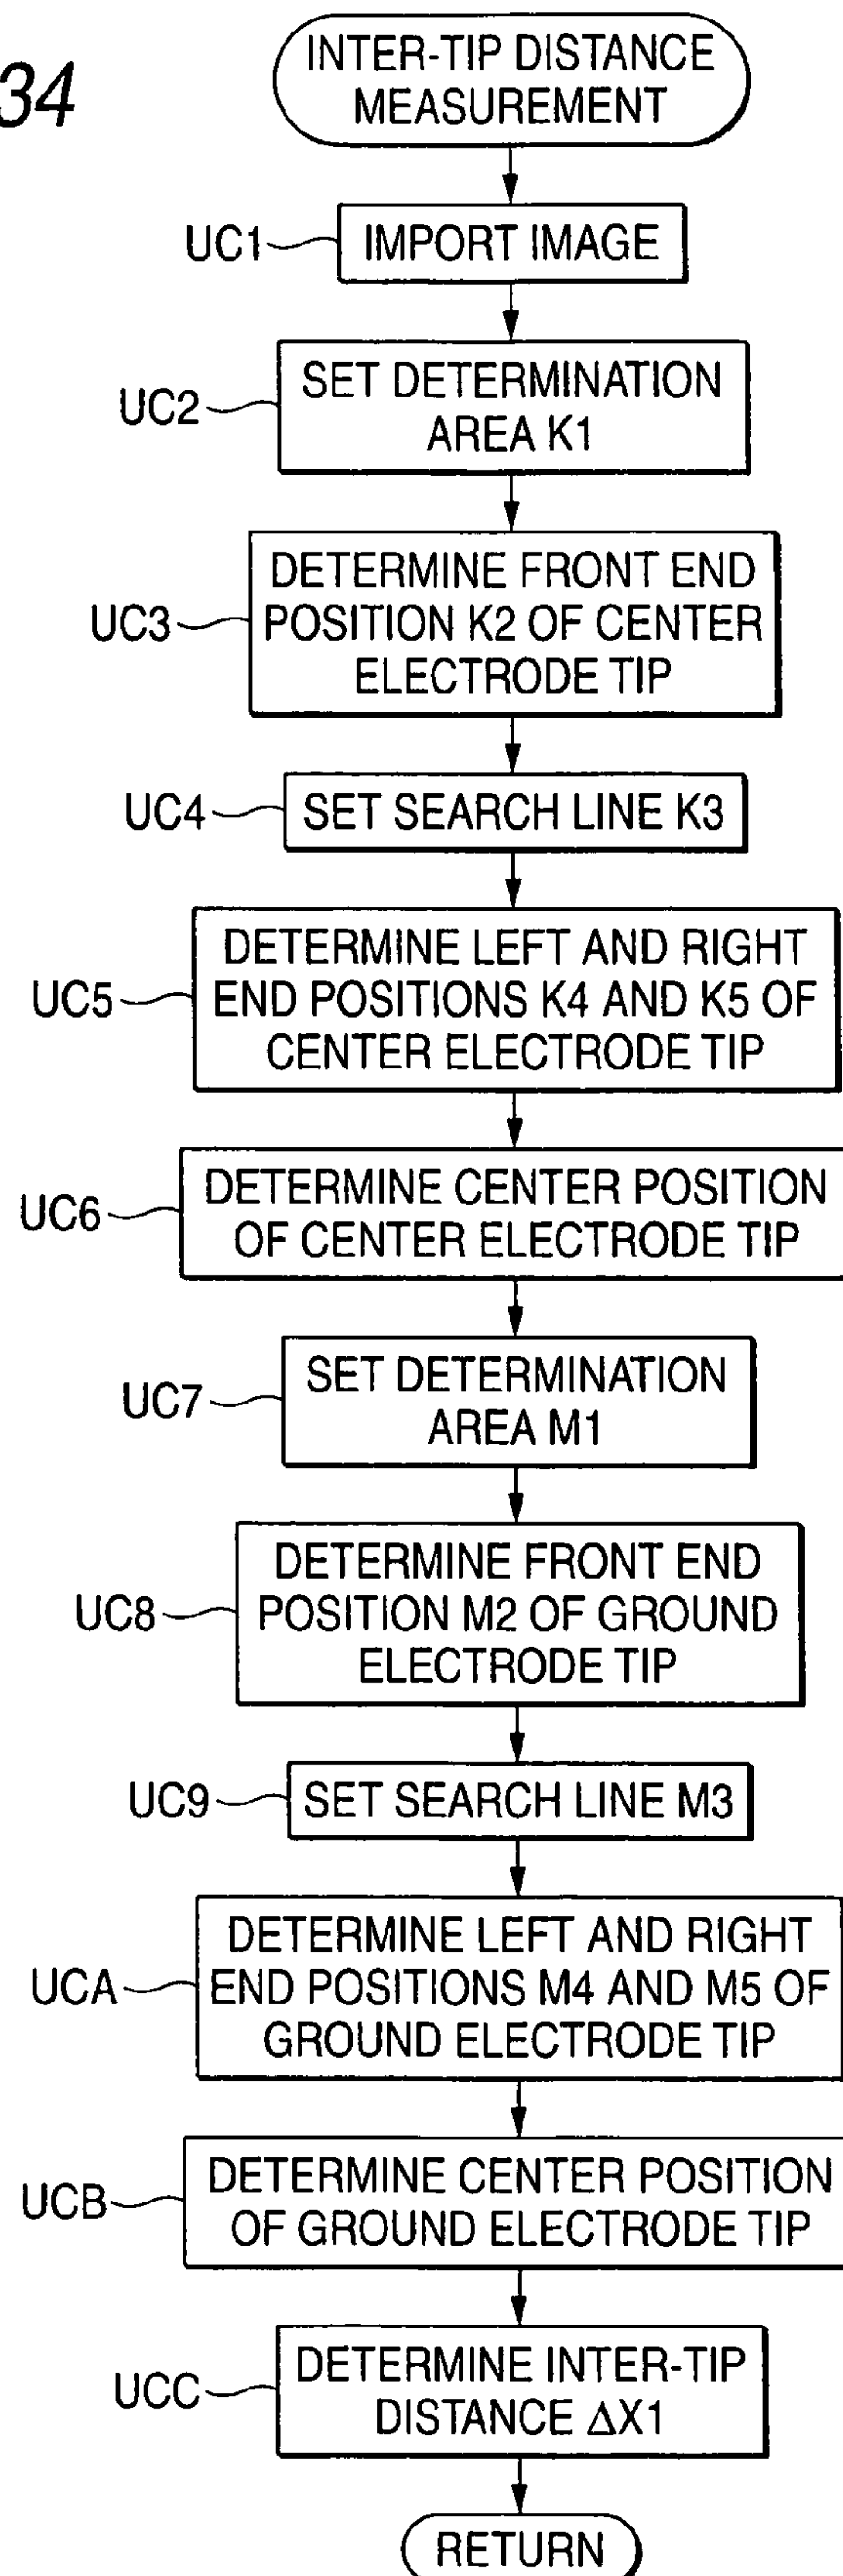 34
INTER-TIP DISTANCE
MEASUREMENT
UC1
IMPORT IMAGE
UC2
SET DETERMINATION
AREA K1
UC3
DETERMINE FRONT END
POSITION K2 OF CENTER
ELECTRODE TIP
UC4
SET SEARCH LINE K3
UC5
DETERMINE LEFT AND RIGHT
END POSITIONS K4 AND K5 OF
CENTER ELECTRODE TIP
UC6
DETERMINE CENTER POSITION
OF CENTER ELECTRODE TIP
UC7
SET DETERMINATION
AREA M1
UC8
DETERMINE FRONT END
POSITION M2 OF GROUND
ELECTRODE TIP
UC9
SET SEARCH LINE M3
UCA
DETERMINE LEFT AND RIGHT
END POSITIONS M4 AND M5 OF
GROUND ELECTRODE TIP
UCB
DETERMINE CENTER POSITION
OF GROUND ELECTRODE TIP
UCC
DETERMINE INTER-TIP
DISTANCE ΔX1
RETURN